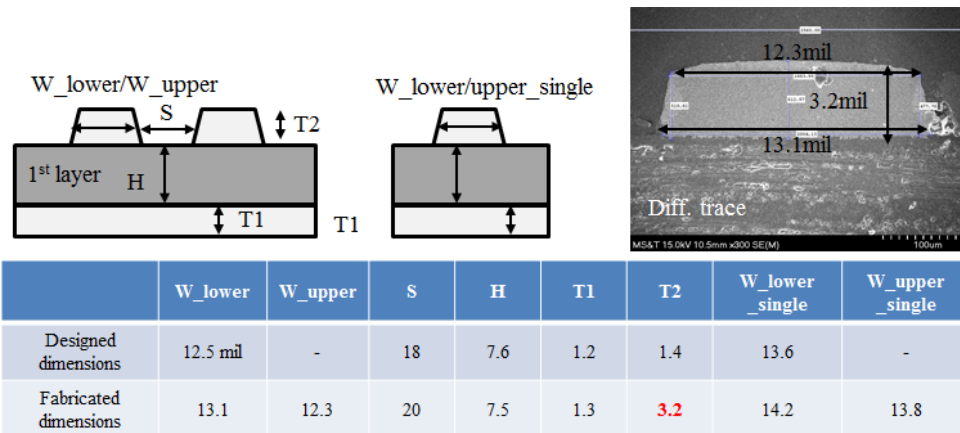 W_lower/W_upper
S
T2
1st layer
H
T1
W_lower/upper_single
T1
12.3mil
3.2mil
13.1mil
Diff. trace
MS&T 15.0kV 10.5mm x300 SE(M)
100um
W_lower W_upper S H T1 T2 W_lower _single W_upper _single
Designed dimensions 12.5 mil - 18 7.6 1.2 1.4 13.6 -
Fabricated dimensions 13.1 12.3 20 7.5 1.3 3.2 14.2 13.8